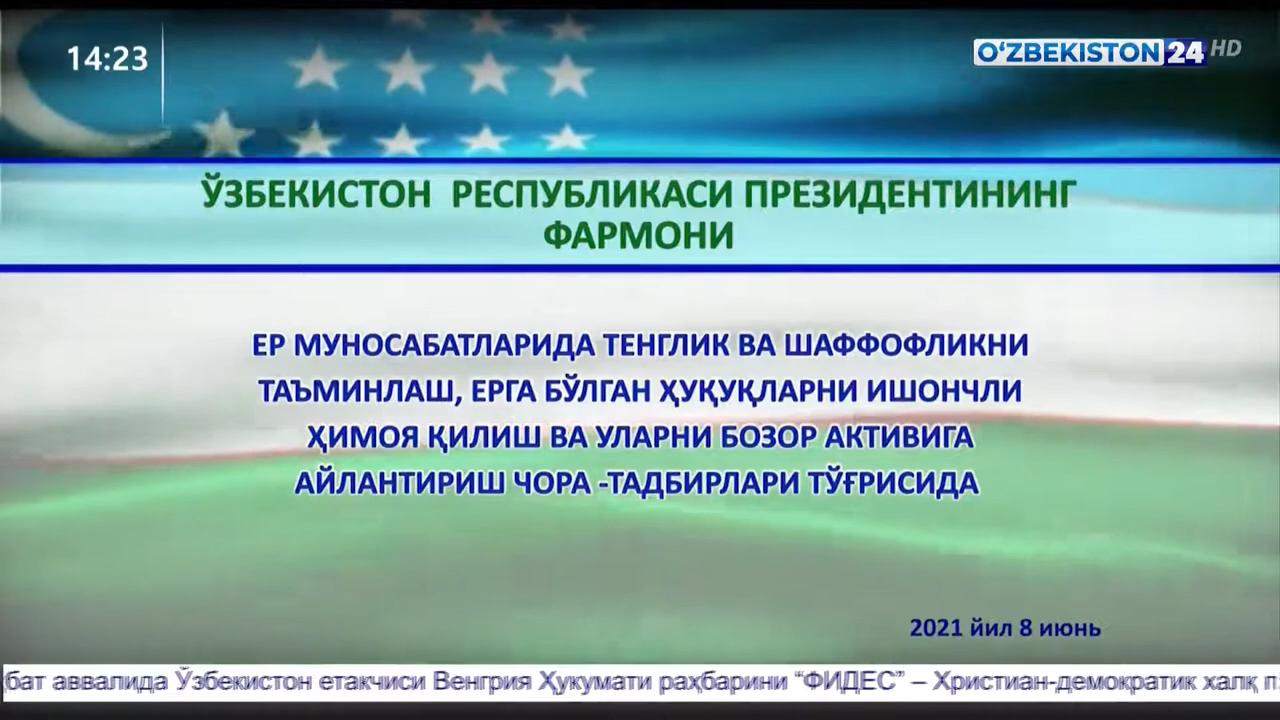 14:23
O‘ZBEKISTON 24 HD
ЎЗБЕКИСТОН РЕСПУБЛИКАСИ ПРЕЗИДЕНТИНИНГ
ФАРМОНИ
ЕР МУНОСАБАТЛАРИДА ТЕНГЛИК ВА ШАФФОФЛИКНИ
ТАЪМИНЛАШ, ЕРГА БЎЛГАН ҲУҚУҚЛАРНИ ИШОНЧЛИ
ҲИМОЯ ҚИЛИШ ВА УЛАРНИ БОЗОР АКТИВИГА
АЙЛАНТИРИШ ЧОРА -ТАДБИРЛАРИ ТЎҒРИСИДА
2021 йил 8 июнь
аввалида Ўзбекистон етакчиси Венгрия Ҳукумати раҳбарини “ФИДЕС” – Христиан-демократик халқ